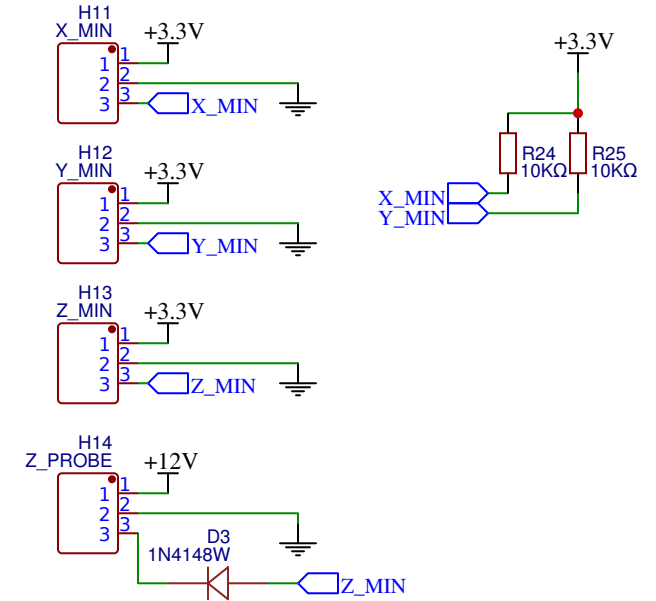 H11
X_MIN
+3.3V
1 1
2 2
3 3
X_MIN
H12
Y_MIN
+3.3V
1 1
2 2
3 3
Y_MIN
H13
Z_MIN
+3.3V
1 1
2 2
3 3
Z_MIN
H14
Z_PROBE
+12V
1 1
2 2
3 3
D3
1N4148W
Z_MIN
+3.3V
R24
10KΩ
R25
10KΩ
X_MIN
Y_MIN